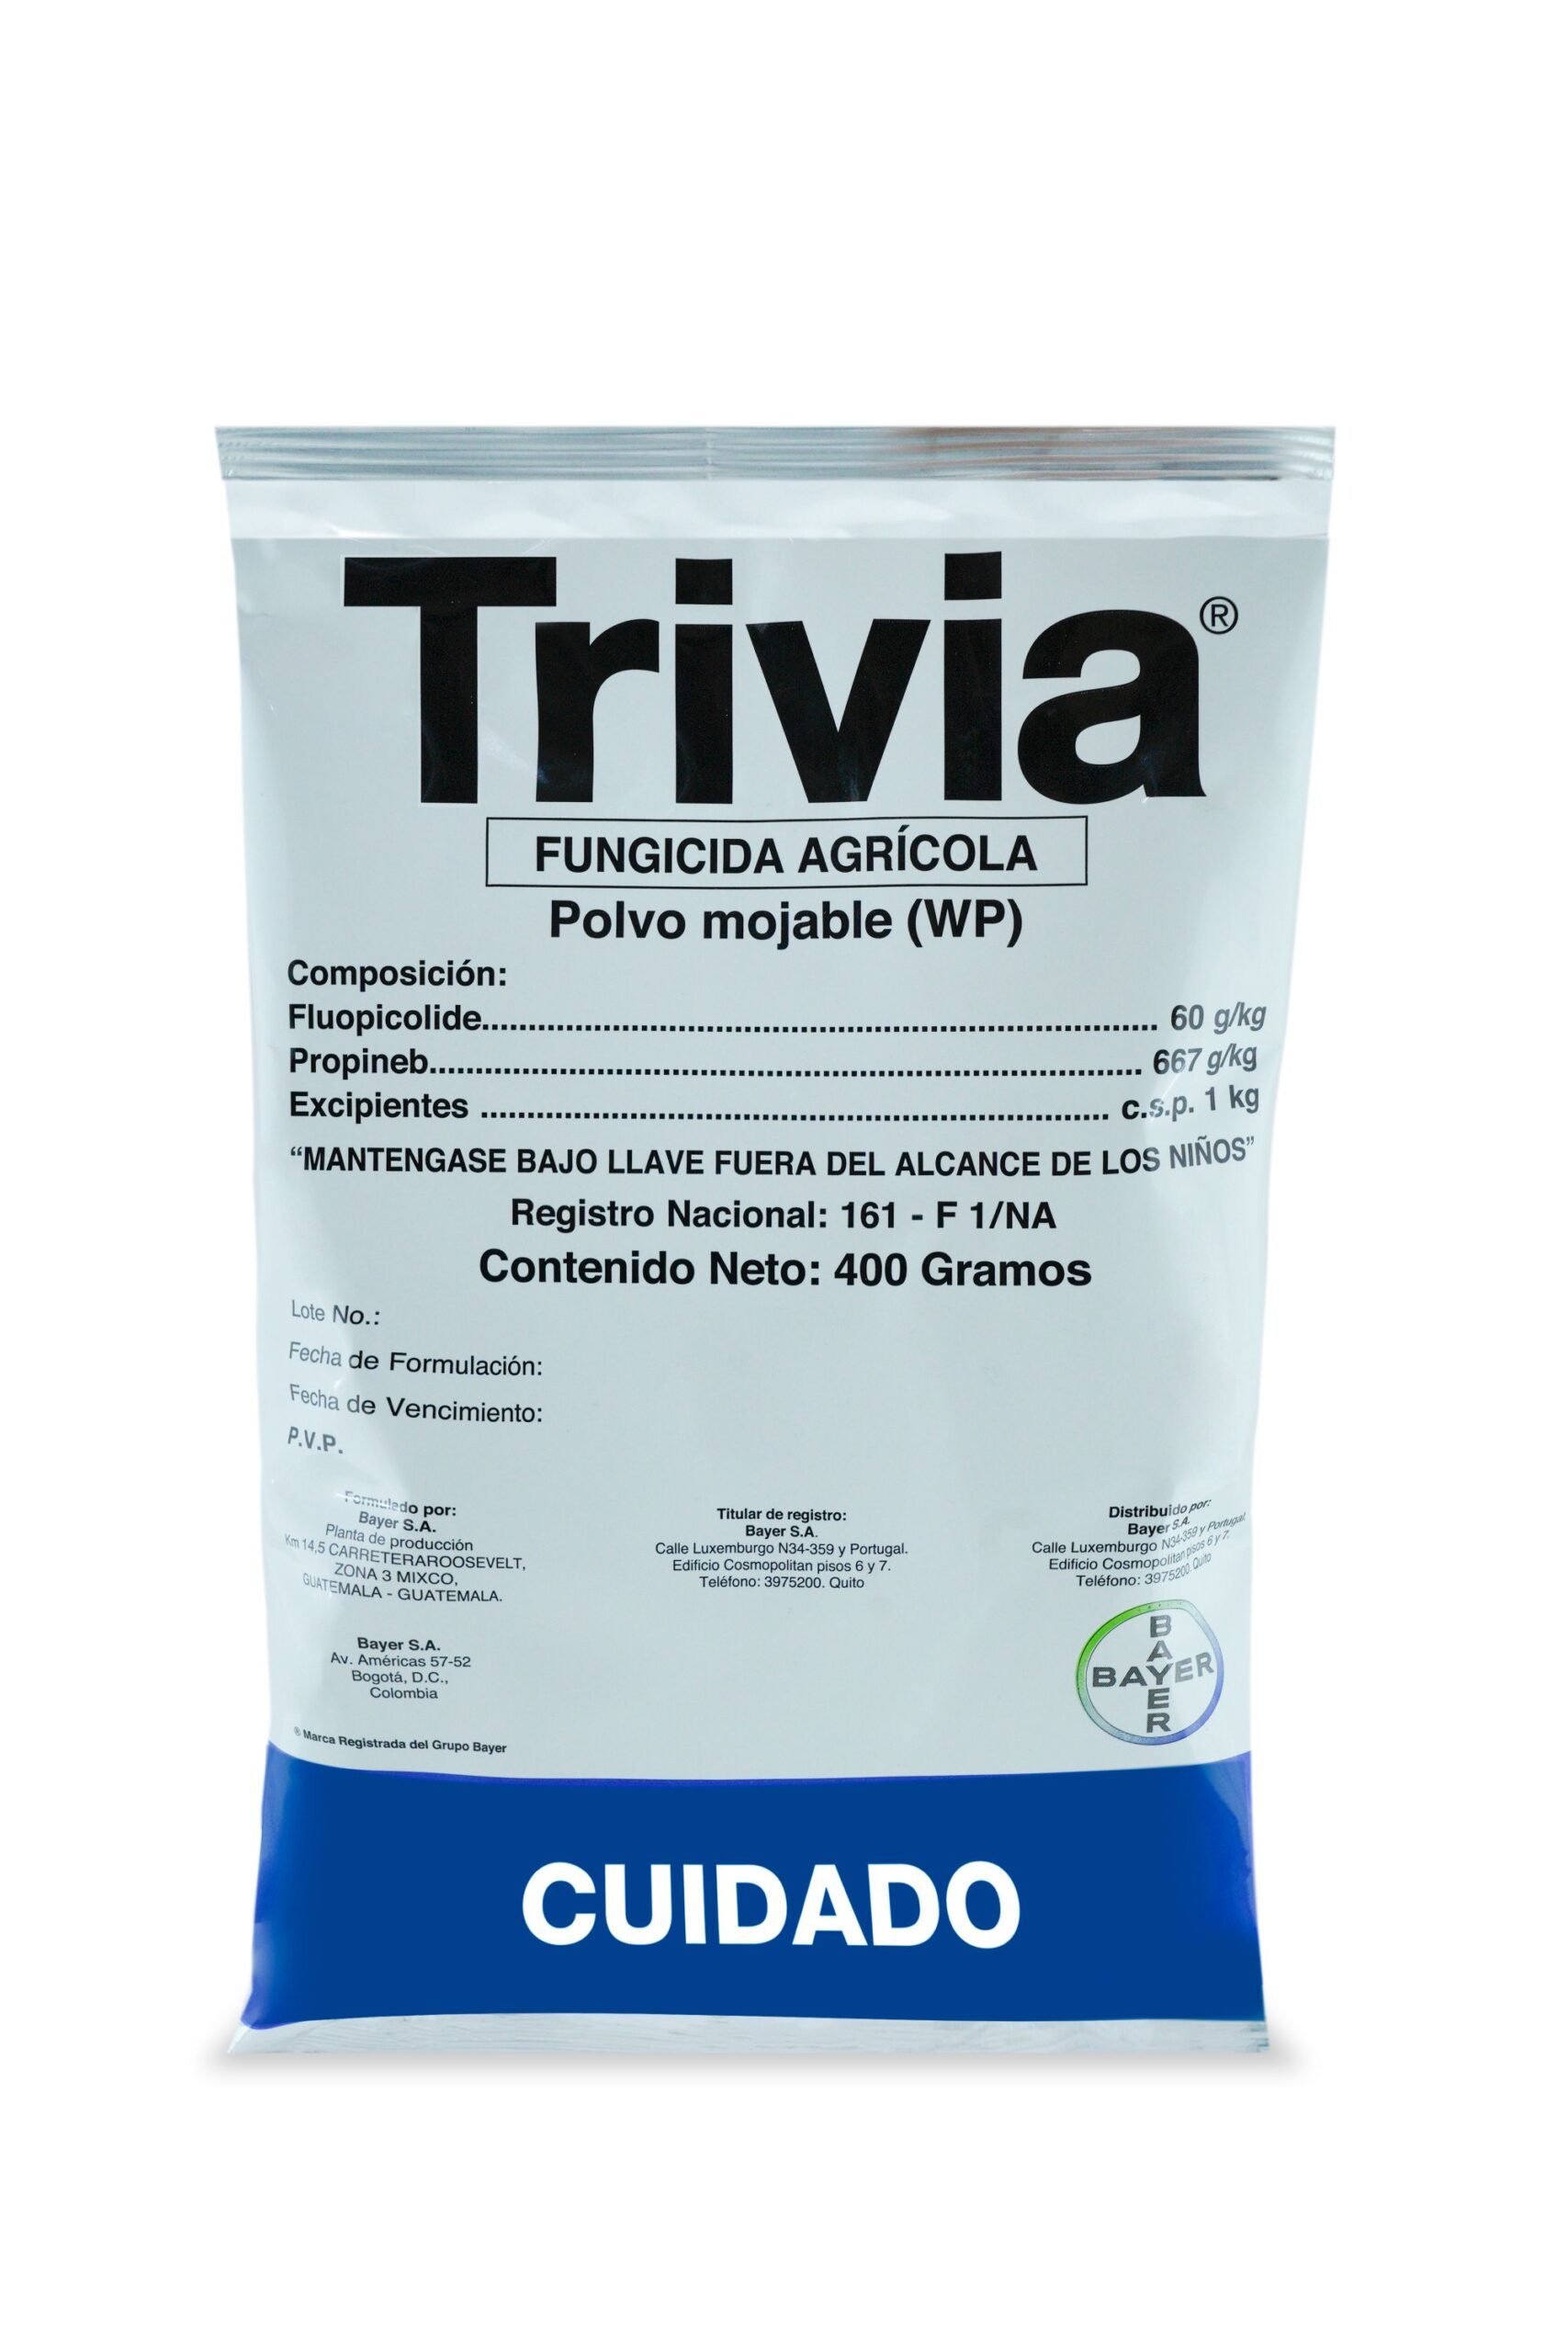 Trivia®
FUNGICIDA AGRÍCOLA
Polvo mojable (WP)
Composición:
Fluopicolide........................................................................ 60 g/kg
Propineb............................................................................ 667 g/kg
Excipientes ................................................................... c.s.p. 1 kg
“MANTENGASE BAJO LLAVE FUERA DEL ALCANCE DE LOS NIÑOS”
Registro Nacional: 161 - F 1/NA
Contenido Neto: 400 Gramos
Lote No.:
Fecha de Formulación:
Fecha de Vencimiento:
P.V.P.
Formulado por:
Bayer S.A.
Planta de producción
Km 14,5 CARRETERAROOSEVELT,
ZONA 3 MIXCO,
GUATEMALA - GUATEMALA.
Bayer S.A.
Av. Américas 57-52
Bogotá, D.C.,
Colombia
® Marca Registrada del Grupo Bayer
Titular de registro:
Bayer S.A.
Calle Luxemburgo N34-359 y Portugal.
Edificio Cosmopolitan pisos 6 y 7.
Teléfono: 3975200. Quito
Distribuido por:
Bayer S.A.
Calle Luxemburgo N34-359 y Portugal.
Edificio Cosmopolitan pisos 6 y 7.
Teléfono: 3975200. Quito
BAYER
BAYER
CUIDADO